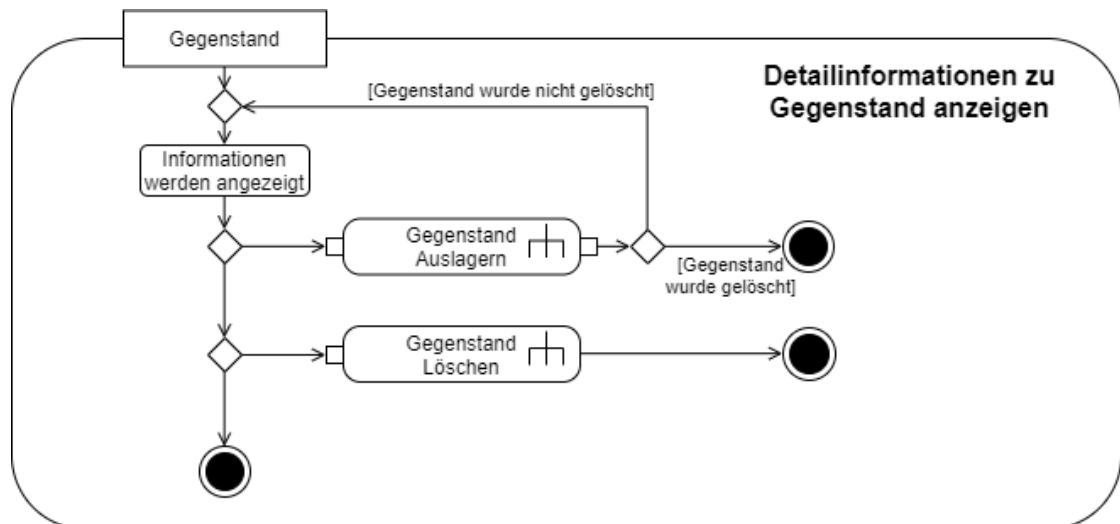 Gegenstand
Detailinformationen zu
Gegenstand anzeigen
[Gegenstand wurde nicht gelöscht]
Informationen
werden angezeigt
Gegenstand
Auslagern
[Gegenstand
wurde gelöscht]
Gegenstand
Löschen